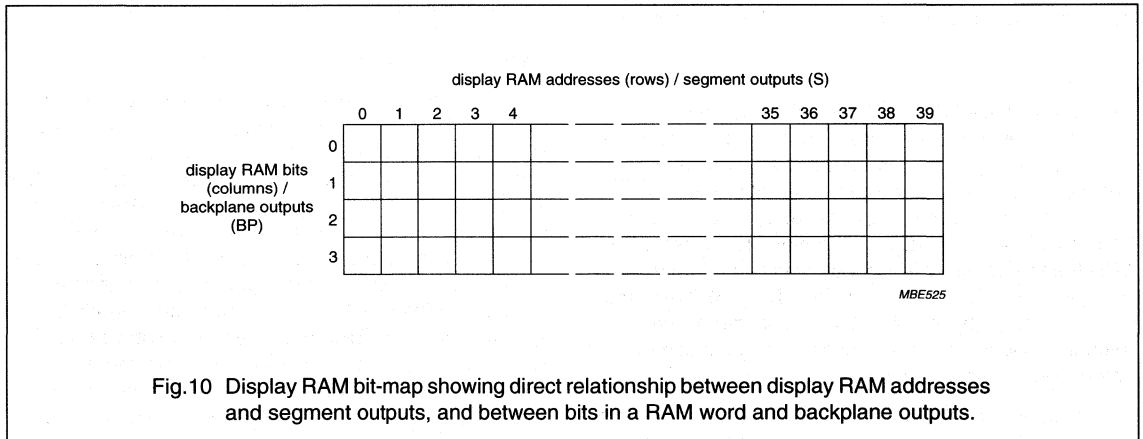 display RAM addresses (rows) / segment outputs (S)
0 1 2 3 4 35 36 37 38 39
0
display RAM bits
(columns) /
backplane outputs
(BP)
1
2
3
MBE525
Fig.10 Display RAM bit-map showing direct relationship between display RAM addresses
and segment outputs, and between bits in a RAM word and backplane outputs.